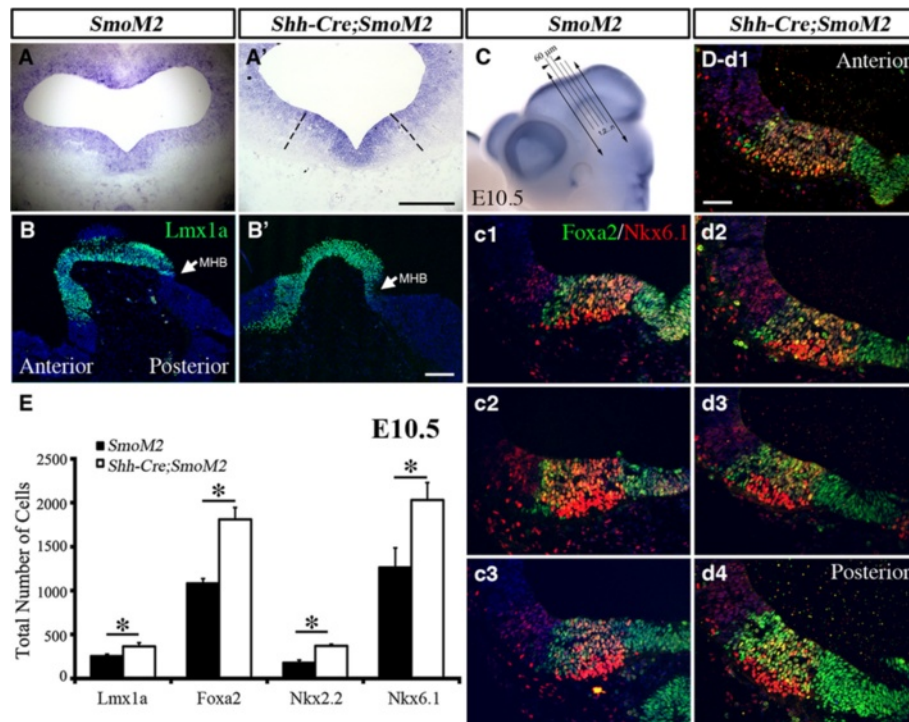 SmoM2
Shh-Cre;SmoM2
SmoM2
Shh-Cre;SmoM2
A
A'
C
60 µm
E10.5
D-d1
Anterior
B
Lmx1a
MHB
Anterior
Posterior
B'
MHB
c1
Foxa2/Nkx6.1
d2
c2
d3
c3
d4
Posterior
E
E10.5
SmoM2
Shh-Cre;SmoM2
Total Number of Cells
2500
2000
1500
1000
500
0
*
*
*
*
Lmx1a
Foxa2
Nkx2.2
Nkx6.1